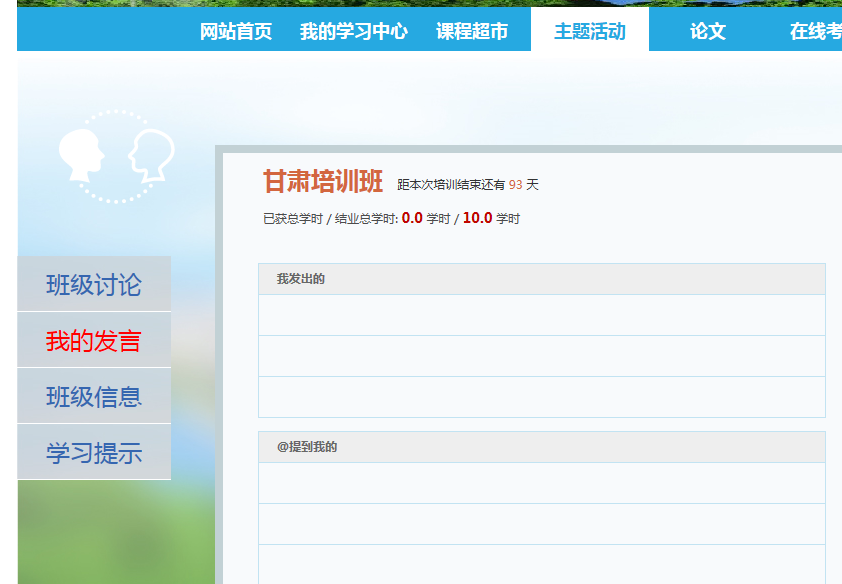 网站首页 我的学习中心 课程超市 主题活动 论文 在线考
甘肃培训班 距本次培训结束还有 93 天
已获总学时 / 结业总学时: 0.0 学时 / 10.0 学时
班级讨论
我的发言
班级信息
学习提示
我发出的
@提到我的